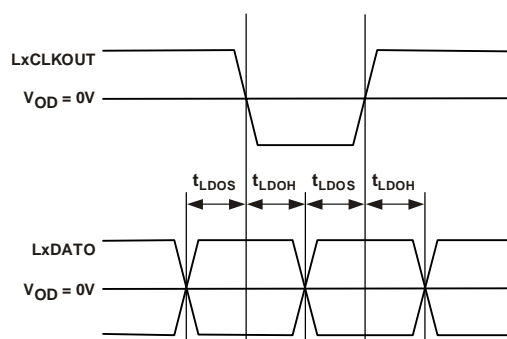 LxCLKOUT
VOD = 0V
tLDOS tLDOH tLDOS tLDOH
LxDATO
VOD = 0V